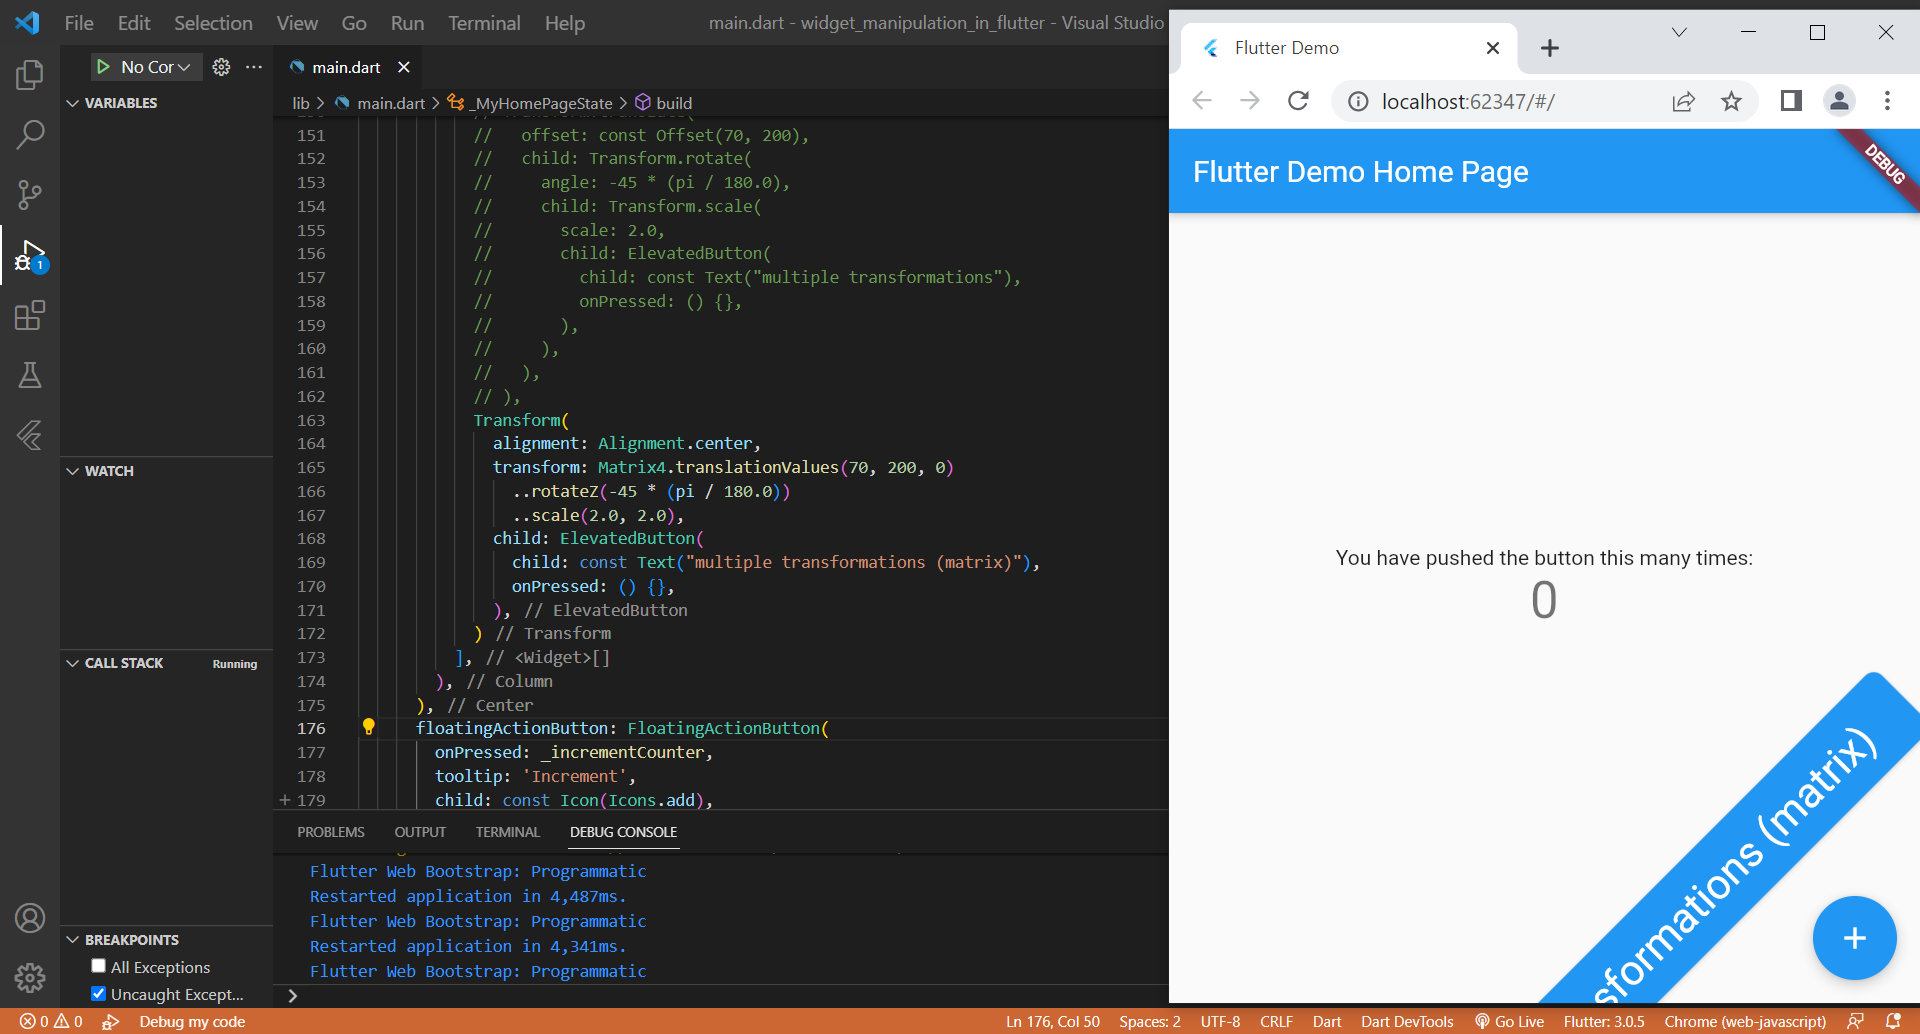 File Edit Selection View Go Run Terminal Help
main.dart - widget_manipulation_in_flutter - Visual Studio
No Cor
VARIABLES
WATCH
CALL STACK
Running
BREAKPOINTS
All Exceptions
Uncaught Except...
main.dart
lib > main.dart > _MyHomePageState > build
151 // offset: const Offset(70, 200),
152 // child: Transform.rotate(
153 // angle: -45 * (pi / 180.0),
154 // child: Transform.scale(
155 // scale: 2.0,
156 // child: ElevatedButton(
157 // child: const Text("multiple transformations"),
158 // onPressed: () {},
159 // ),
160 // ),
161 // ),
162 // ),
163 Transform(
164 alignment: Alignment.center,
165 transform: Matrix4.translationValues(70, 200, 0)
166 ..rotateZ(-45 * (pi / 180.0))
167 ..scale(2.0, 2.0),
168 child: ElevatedButton(
169 child: const Text("multiple transformations (matrix)"),
170 onPressed: () {},
171 ), // ElevatedButton
172 ) // Transform
173 ], // <Widget>[]
174 ), // Column
175 ), // Center
176 floatingActionButton: FloatingActionButton(
177 onPressed: _incrementCounter,
178 tooltip: 'Increment',
+ 179 child: const Icon(Icons.add),
PROBLEMS OUTPUT TERMINAL DEBUG CONSOLE
Flutter Web Bootstrap: Programmatic
Restarted application in 4,487ms.
Flutter Web Bootstrap: Programmatic
Restarted application in 4,341ms.
Flutter Web Bootstrap: Programmatic
>
0 0 Debug my code
Ln 176, Col 50 Spaces: 2 UTF-8 CRLF Dart Dart DevTools Go Live Flutter: 3.0.5 Chrome (web-javascript)
1
Flutter Demo
localhost:62347/#/
Flutter Demo Home Page
DEBUG
You have pushed the button this many times:
0
sformations (matrix)
+